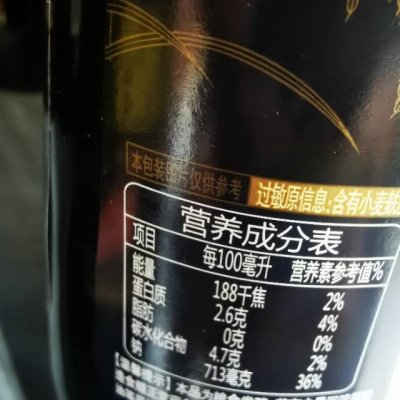 本包装图片仅供参考
过敏原信息:含有小麦麸
营养成分表
项目 每100毫升 营养素参考值%
能量 188千焦 2%
蛋白质 2.6克 4%
脂肪 0克 0%
碳水化合物 4.7克 2%
钠 713毫克 36%